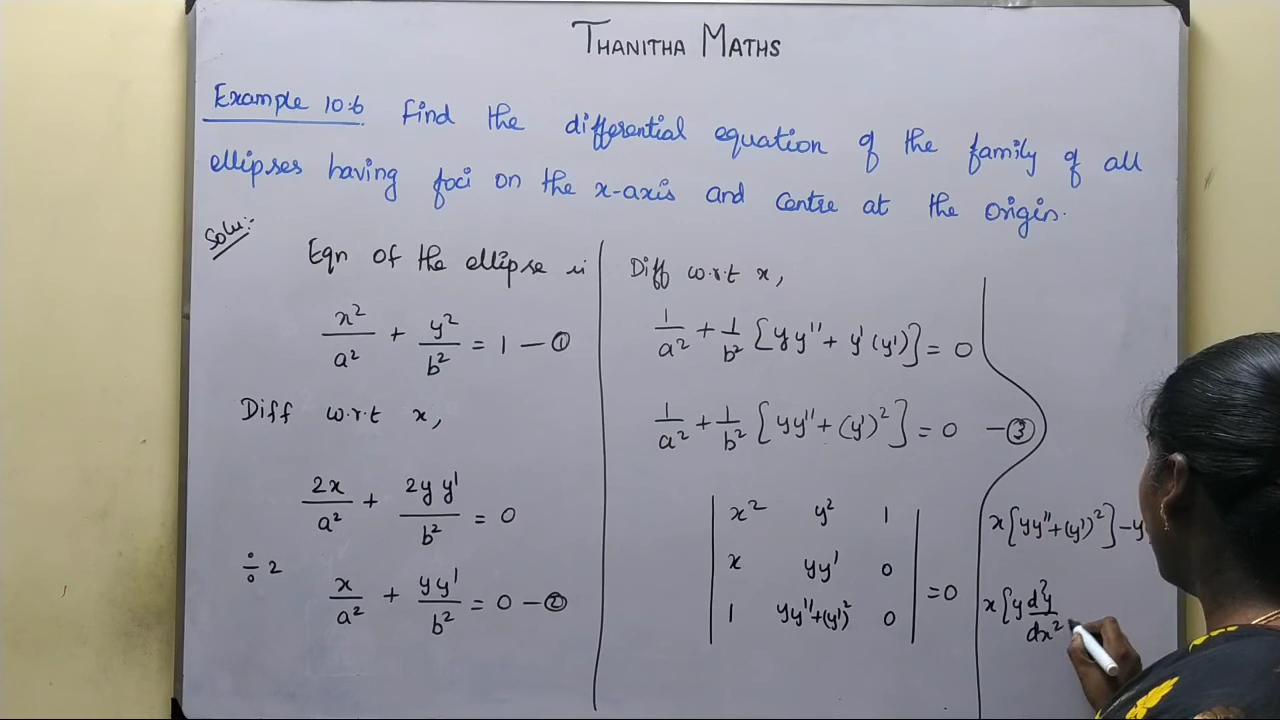 THANITHA MATHS
Example 10.6 Find the differential equation of the family of all
ellipses having foci on the x-axis and centre at the origin.
Solu:-
Eqn of the ellipse is
x²/a² + y²/b² = 1 — ①
Diff w.r.t x,
2x/a² + 2y y'/b² = 0
÷ 2
x/a² + yy'/b² = 0 — ②
Diff w.r.t x,
1/a² + 1/b² [yy'' + y'(y')] = 0
1/a² + 1/b² [yy'' + (y')²] = 0 — ③
| x² y² 1 |
| x yy' 0 | = 0
| 1 yy''+(y')² 0 |
x[yy''+(y')²] – y
x[y d²y/dx²